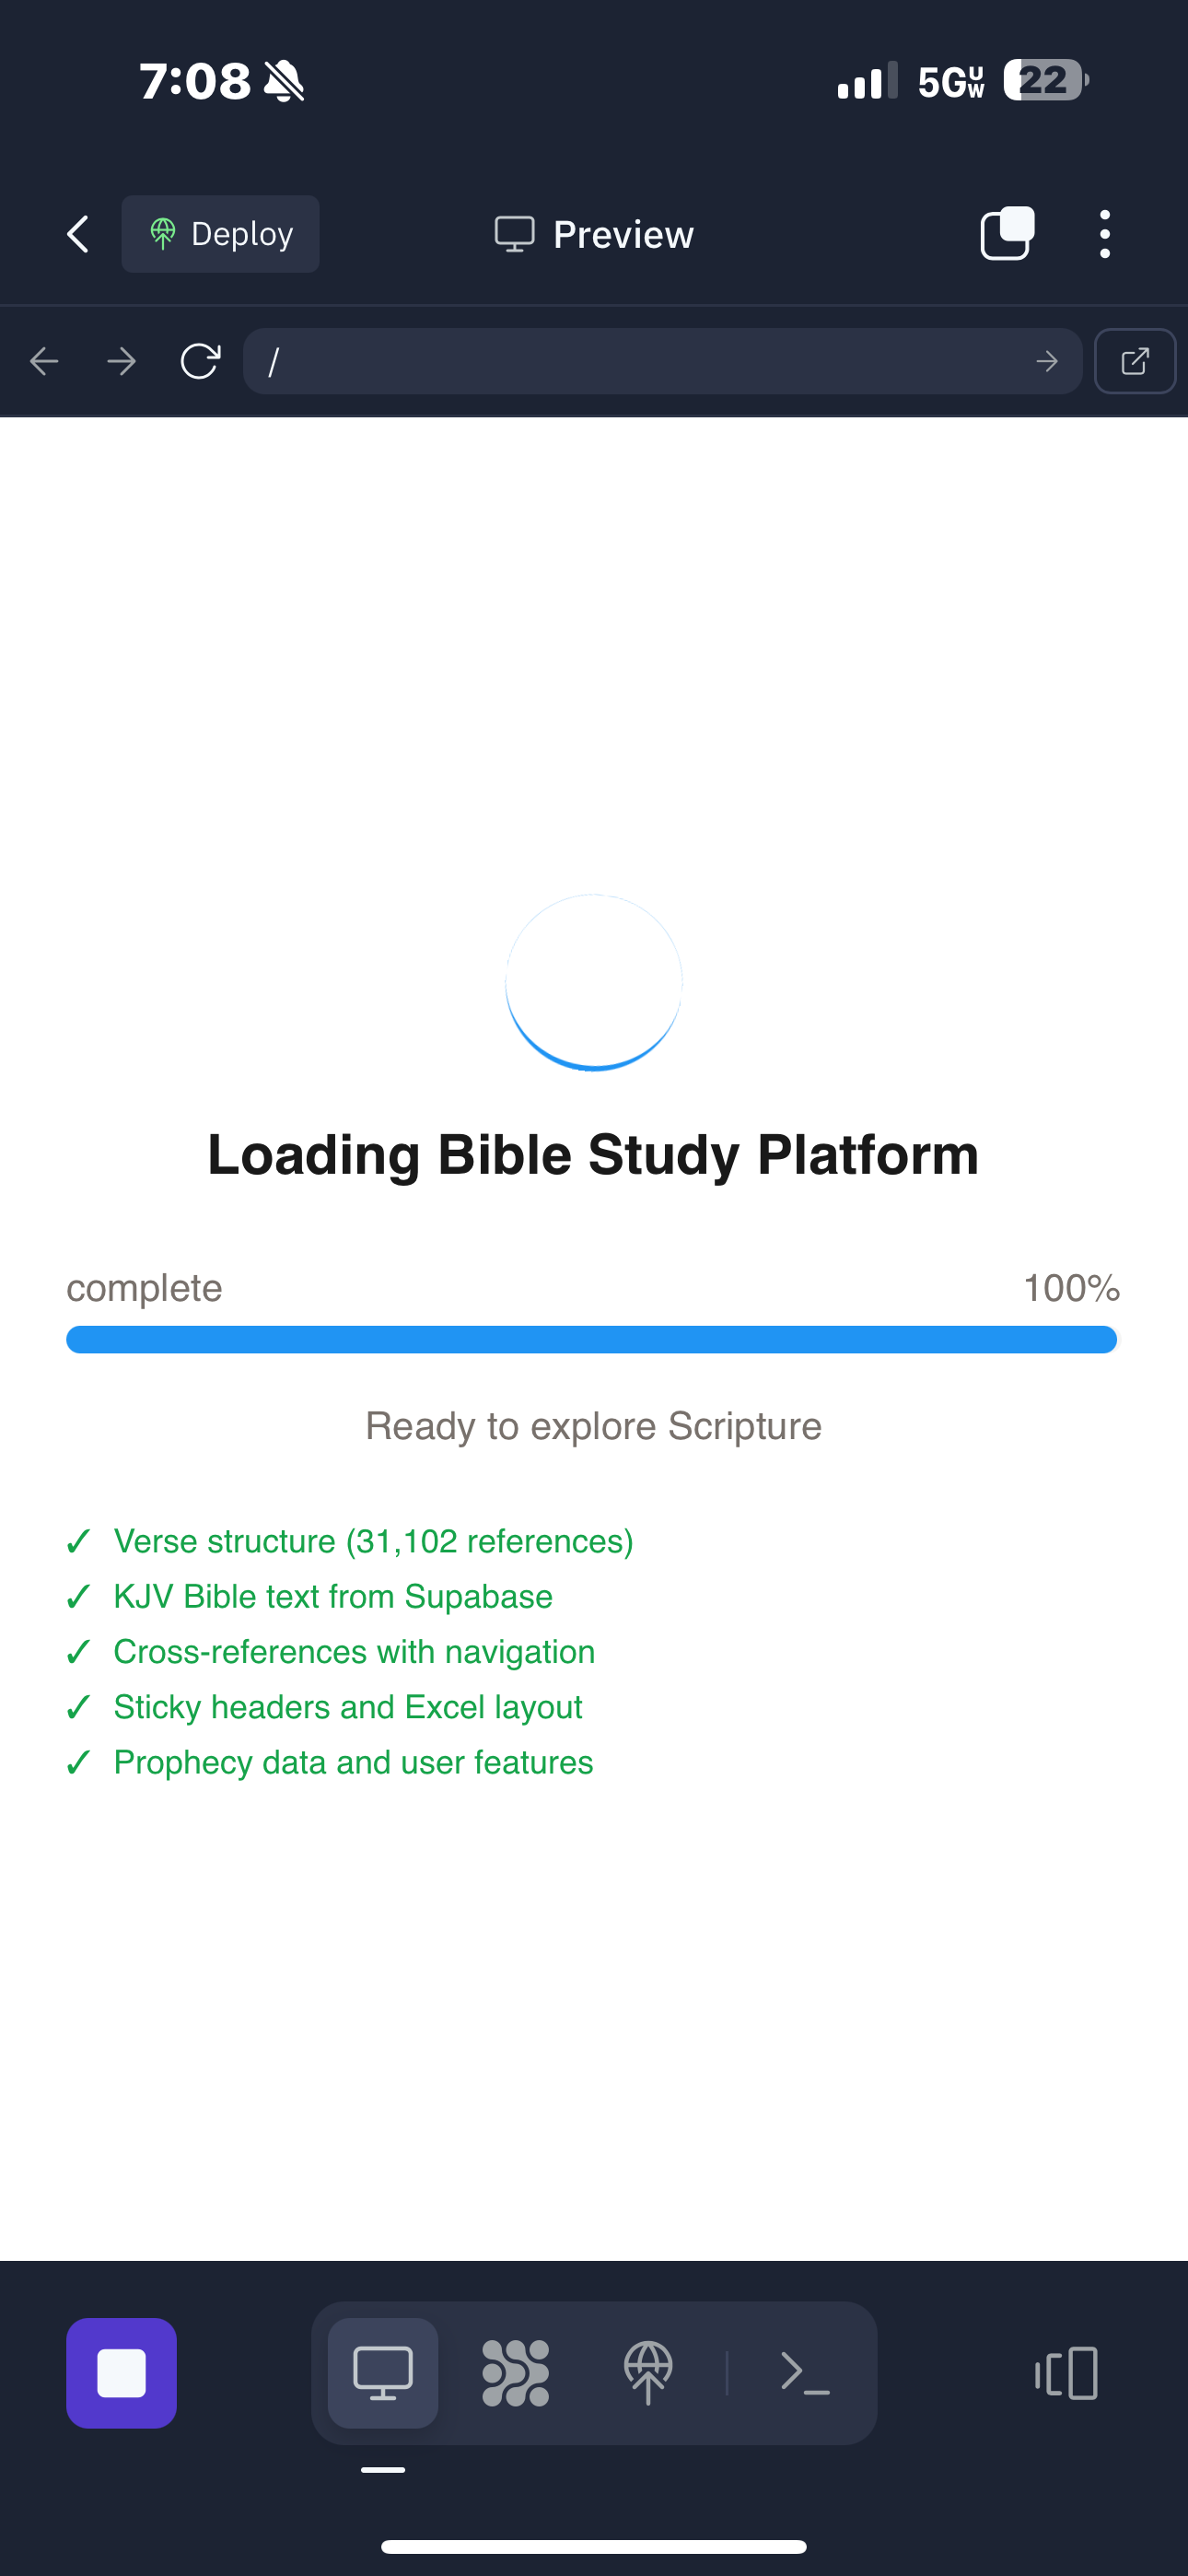 7:08
5G UW
22
Deploy
Preview
/
Loading Bible Study Platform
complete 100%
Ready to explore Scripture
✓ Verse structure (31,102 references)
✓ KJV Bible text from Supabase
✓ Cross-references with navigation
✓ Sticky headers and Excel layout
✓ Prophecy data and user features